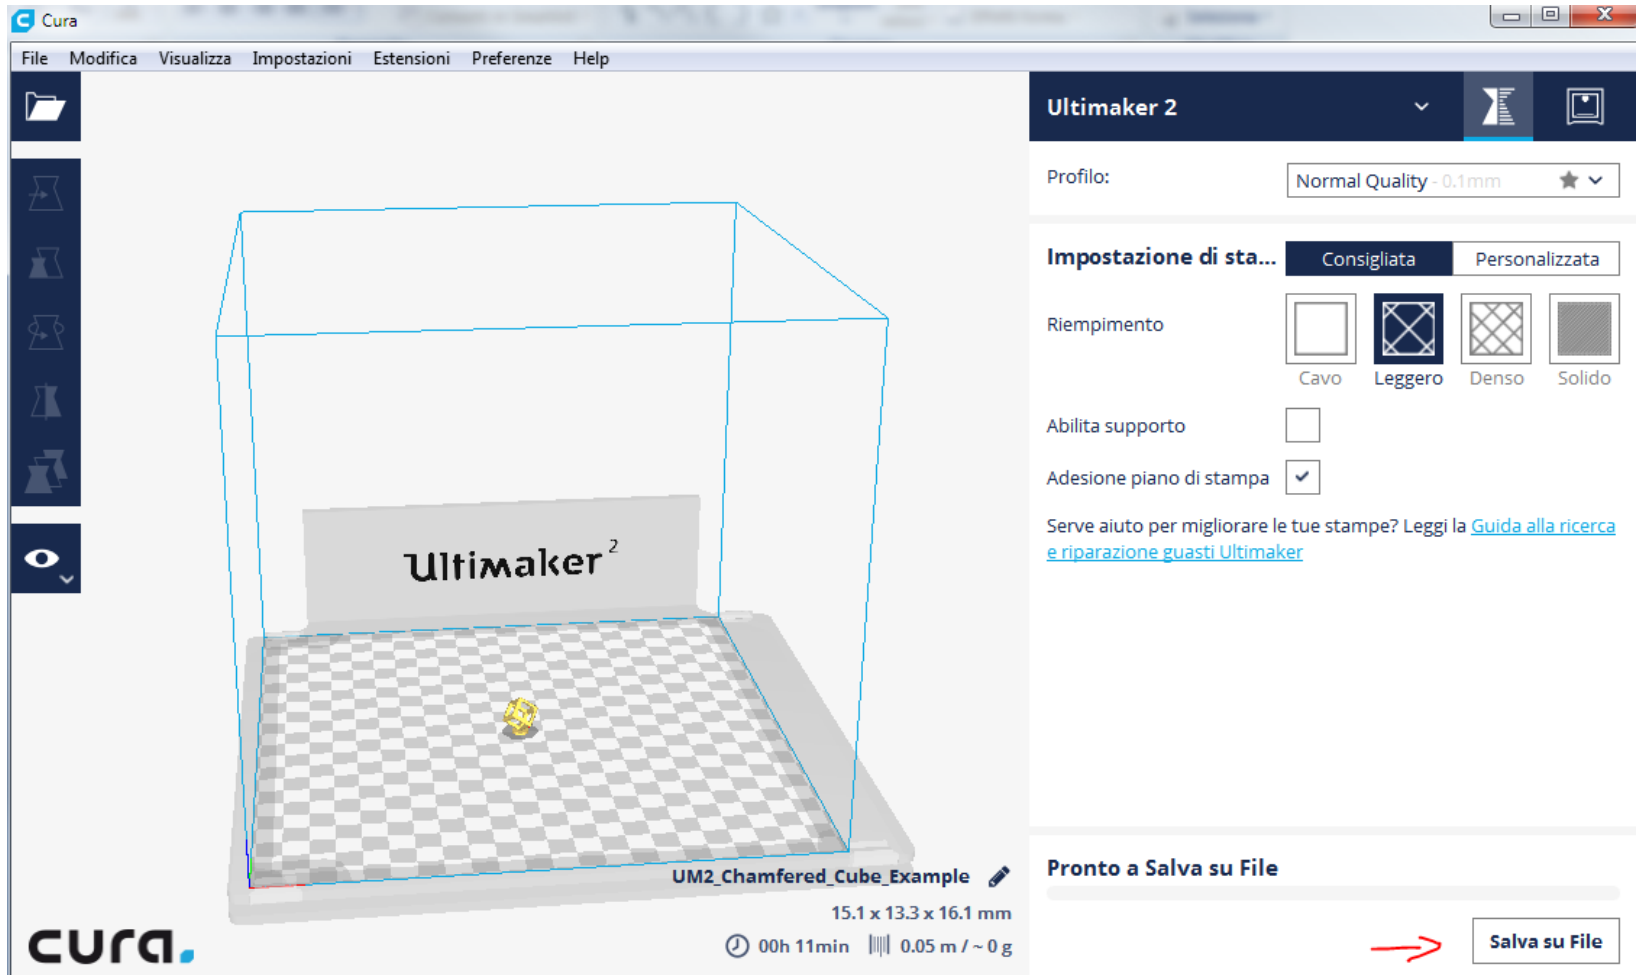 Cura
File Modifica Visualizza Impostazioni Estensioni Preferenze Help
Ultimaker 2
Profilo:
Normal Quality - 0.1mm
Impostazione di sta...
Consigliata
Personalizzata
Riempimento
Cavo
Leggero
Denso
Solido
Abilita supporto
Adesione piano di stampa
Serve aiuto per migliorare le tue stampe? Leggi la Guida alla ricerca
e riparazione guasti Ultimaker
Ultimaker 2
UM2_Chamfered_Cube_Example
15.1 x 13.3 x 16.1 mm
00h 11min 0.05 m / ~ 0 g
cura.
Pronto a Salva su File
Salva su File